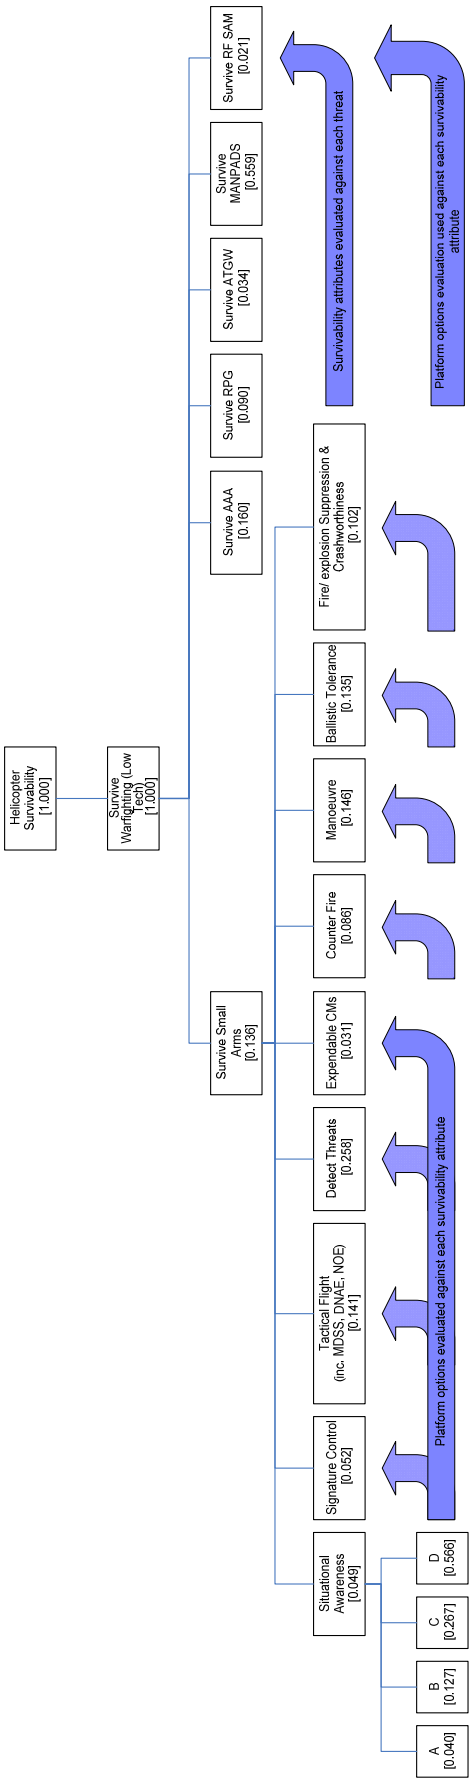 Helicopter
Survivability
[1.000]
Survive
Warfighting (Low
Tech)
[1.000]
Survive Small
Arms
[0.136]
Survive AAA
[0.160]
Survive RPG
[0.090]
Survive ATGW
[0.034]
Survive
MANPADS
[0.559]
Survive RF SAM
[0.021]
Situational
Awareness
[0.049]
Signature Control
[0.052]
Tactical Flight
(inc. MDSS, DNAE, NOE)
[0.141]
Detect Threats
[0.258]
Expendable CMs
[0.031]
Counter Fire
[0.086]
Manoeuvre
[0.146]
Ballistic Tolerance
[0.135]
Fire/ explosion Suppression &
Crashworthiness
[0.102]
Survivability attributes evaluated against each threat
A
[0.040]
B
[0.127]
C
[0.267]
D
[0.566]
Platform options evaluated against each survivability attribute
Platform options evaluation used against each survivability
attribute